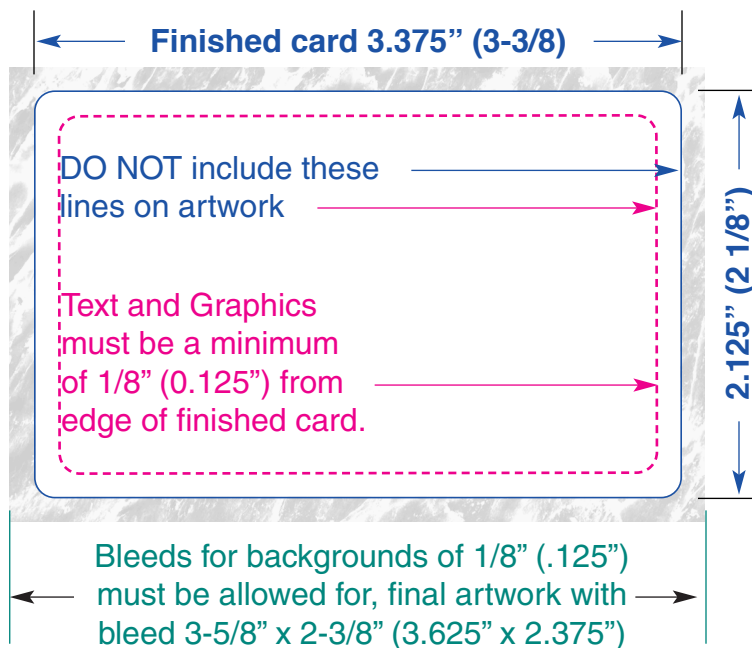 Finished card 3.375” (3-3/8)
DO NOT include these
lines on artwork
2.125” (2 1/8”)
Text and Graphics
must be a minimum
of 1/8” (0.125”) from
edge of finished card.
Bleeds for backgrounds of 1/8” (.125”)
must be allowed for, final artwork with
bleed 3-5/8” x 2-3/8” (3.625” x 2.375”)